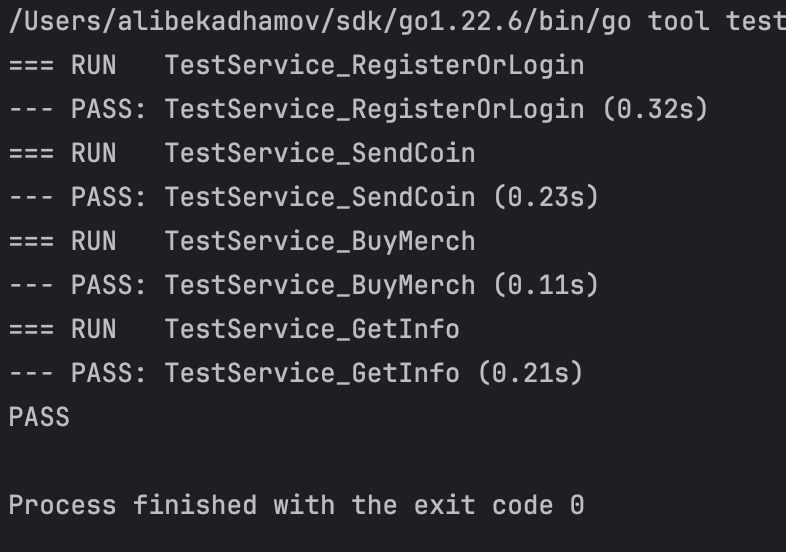 /Users/alibekadhamov/sdk/go1.22.6/bin/go tool test
=== RUN   TestService_RegisterOrLogin
--- PASS: TestService_RegisterOrLogin (0.32s)
=== RUN   TestService_SendCoin
--- PASS: TestService_SendCoin (0.23s)
=== RUN   TestService_BuyMerch
--- PASS: TestService_BuyMerch (0.11s)
=== RUN   TestService_GetInfo
--- PASS: TestService_GetInfo (0.21s)
PASS
Process finished with the exit code 0